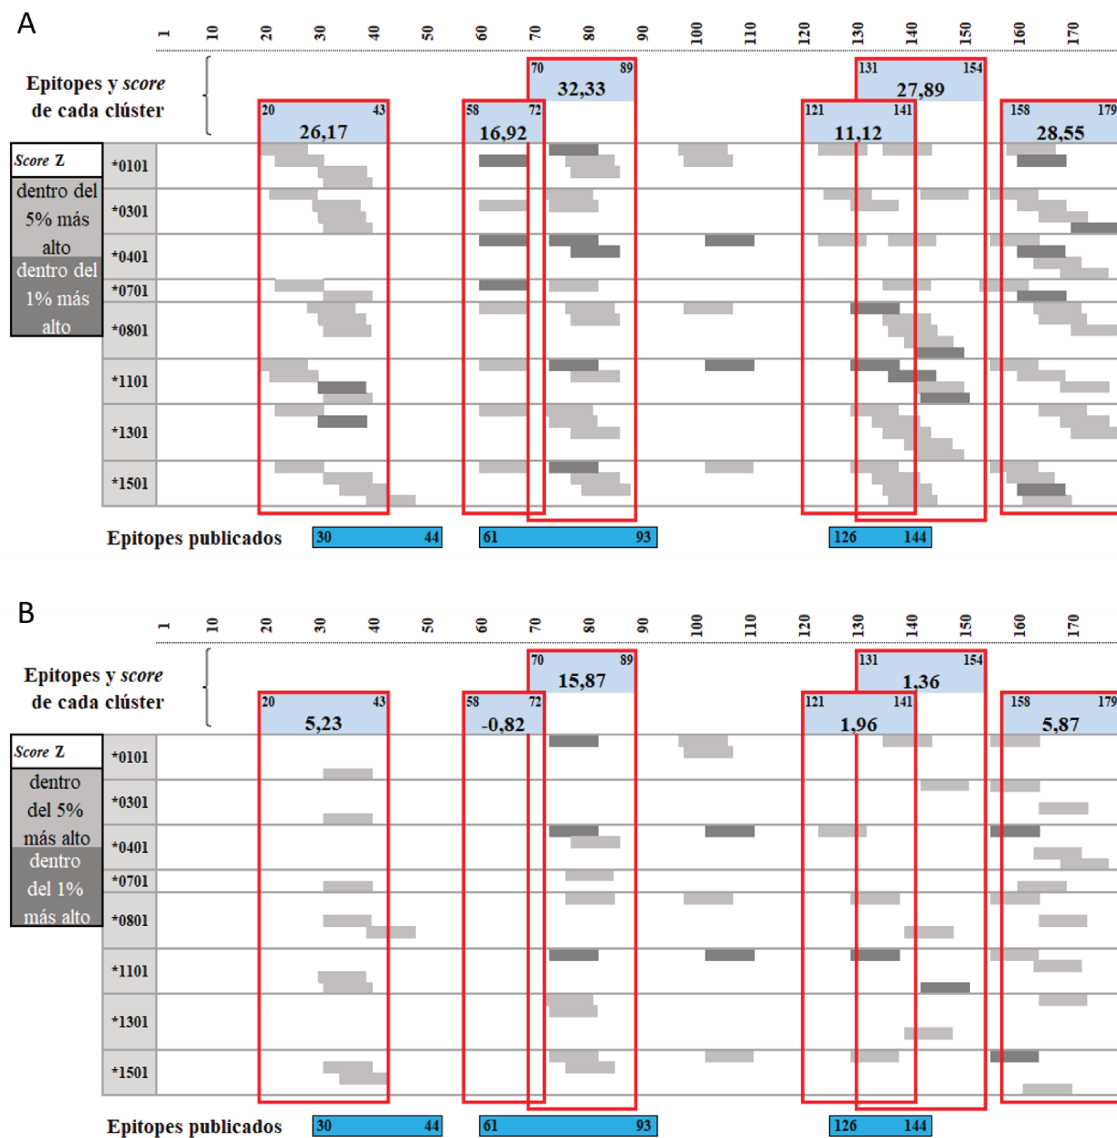 A
1 10 20 30 40 50 60 70 80 90 100 110 120 130 140 150 160 170
Epitopes y score
de cada clúster
70 89
32,33
131 154
27,89
20 43
26,17
58 72
16,92
121 141
11,12
158 179
28,55
Score Z
dentro del
5% más
alto
dentro del
1% más
alto
*0101
*0301
*0401
*0701
*0801
*1101
*1301
*1501
Epitopes publicados
30 44
61 93
126 144
B
1 10 20 30 40 50 60 70 80 90 100 110 120 130 140 150 160 170
Epitopes y score
de cada clúster
70 89
15,87
131 154
1,36
20 43
5,23
58 72
-0,82
121 141
1,96
158 179
5,87
Score Z
dentro
del 5%
más alto
dentro
del 1%
más alto
*0101
*0301
*0401
*0701
*0801
*1101
*1301
*1501
Epitopes publicados
30 44
61 93
126 144